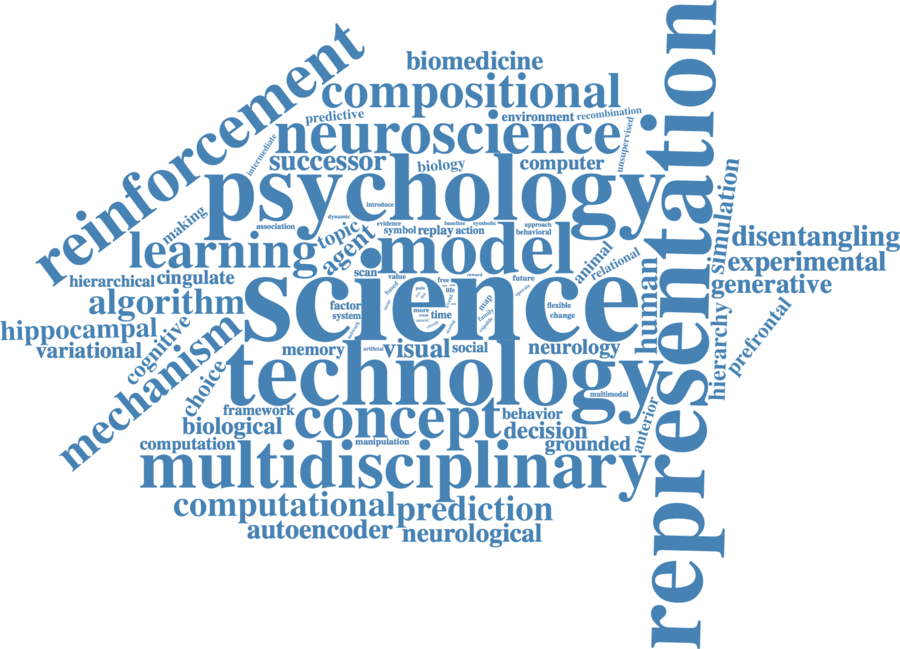 representation
reinforcement
biomedicine
compositional
predictive
environment
recombination
neuroscience
unsupervised
intermediate
successor
biology
computer
psychology
simulation
introduce
making
association
dynamic
evidence
baseline
symbolic
approach
topic
symbol
replay
action
behavioral
disentangling
learning
agent
model
animal
relational
experimental
hierarchical
cingulate
scan
value
free
reward
future
human
generative
science
pain
life
map
family
capable
operate
flexible
change
algorithm
factor
system
more
time
hippocampal
variational
cognitive
mechanism
memory
artificial
visual
social
neurology
hierarchy
prefrontal
technology
choice
multimodal
framework
concept
behavior
anterior
biological
decision
computation
manipulation
grounded
multidisciplinary
computational
prediction
autoencoder
neurological